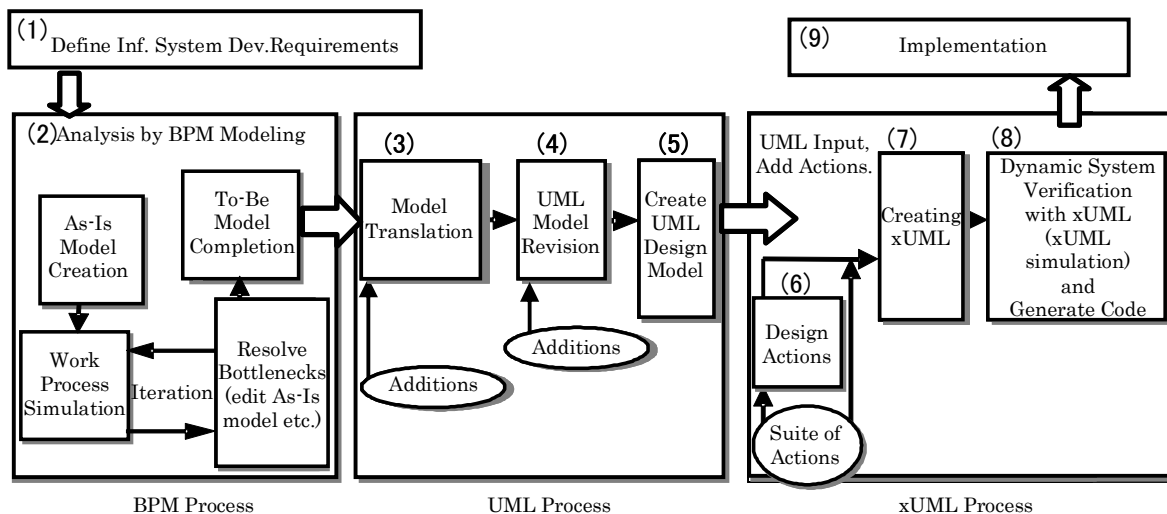 (1)
Define Inf. System Dev.Requirements
(9)
Implementation
(2)
Analysis by BPM Modeling
As-Is
Model
Creation
To-Be
Model
Completion
Work
Process
Simulation
Iteration
Resolve
Bottlenecks
(edit As-Is
model etc.)
BPM Process
(3)
Model
Translation
(4)
UML
Model
Revision
(5)
Create
UML
Design
Model
Additions
Additions
UML Process
UML Input,
Add Actions.
(6)
Design
Actions
Suite of
Actions
(7)
Creating
xUML
(8)
Dynamic System
Verification
with xUML
(xUML
simulation)
and
Generate Code
xUML Process